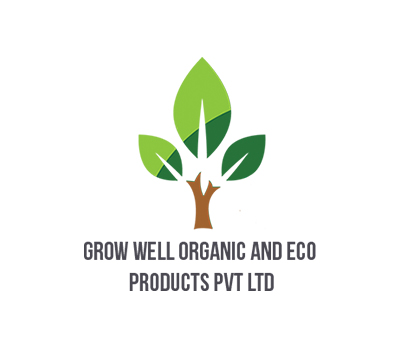 GROW WELL ORGANIC AND ECO
PRODUCTS PVT LTD